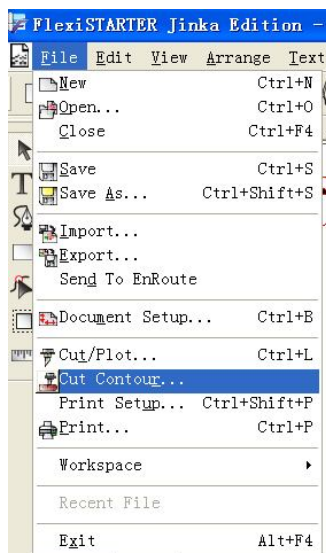 FlexiSTARTER Jinka Edition -
File Edit View Arrange Text
New Ctrl+N
Open... Ctrl+O
Close Ctrl+F4
Save Ctrl+S
Save As... Ctrl+Shift+S
Import...
Export...
Send To EnRoute
Document Setup... Ctrl+B
Cut/Plot... Ctrl+L
Cut Contour...
Print Setup... Ctrl+Shift+P
Print... Ctrl+P
Workspace
Recent File
Exit Alt+F4